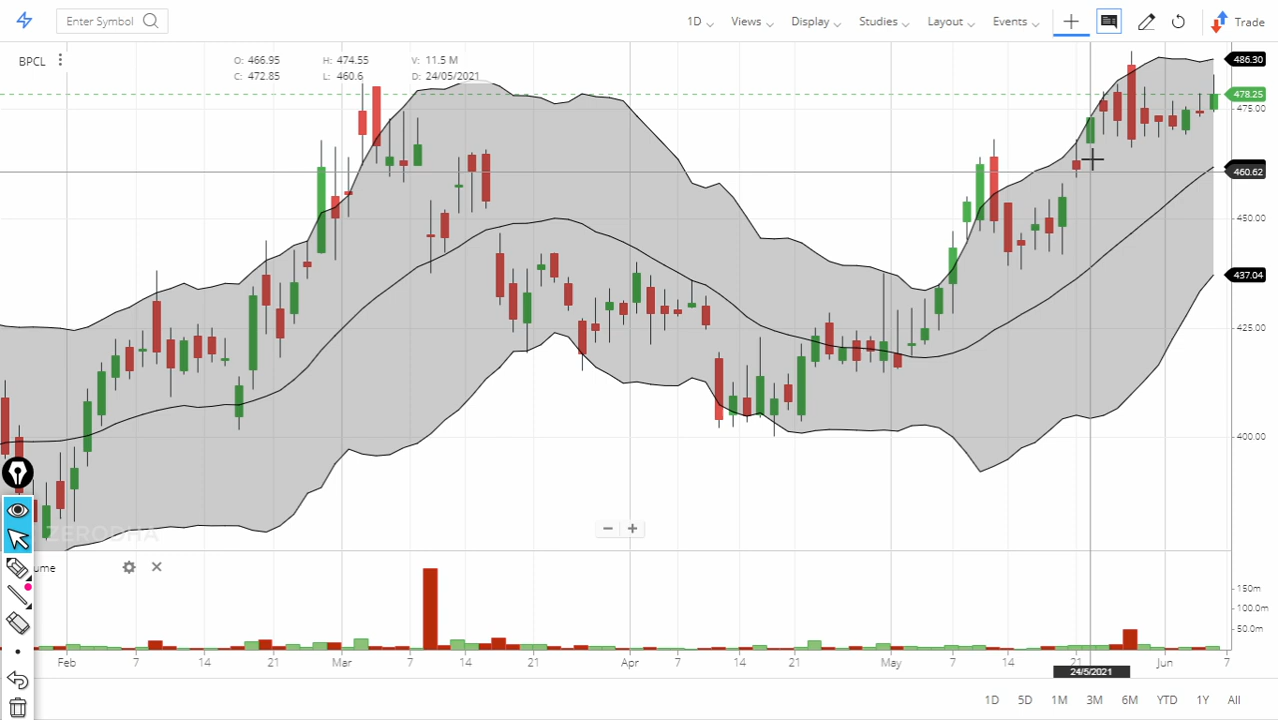 Enter Symbol
1D Views Display Studies Layout Events Trade
BPCL
O: 466.95 H: 474.55 V: 11.5 M
C: 472.85 L: 460.6 D: 24/05/2021
486.30
478.25
475.00
460.62
450.00
437.04
425.00
400.00
ZERODHA
ume
150m
100.0m
50.0m
Feb 7 14 21 Mar 7 14 21 Apr 7 14 21 May 7 14 21 Jun 7
24/5/2021
1D 5D 1M 3M 6M YTD 1Y All